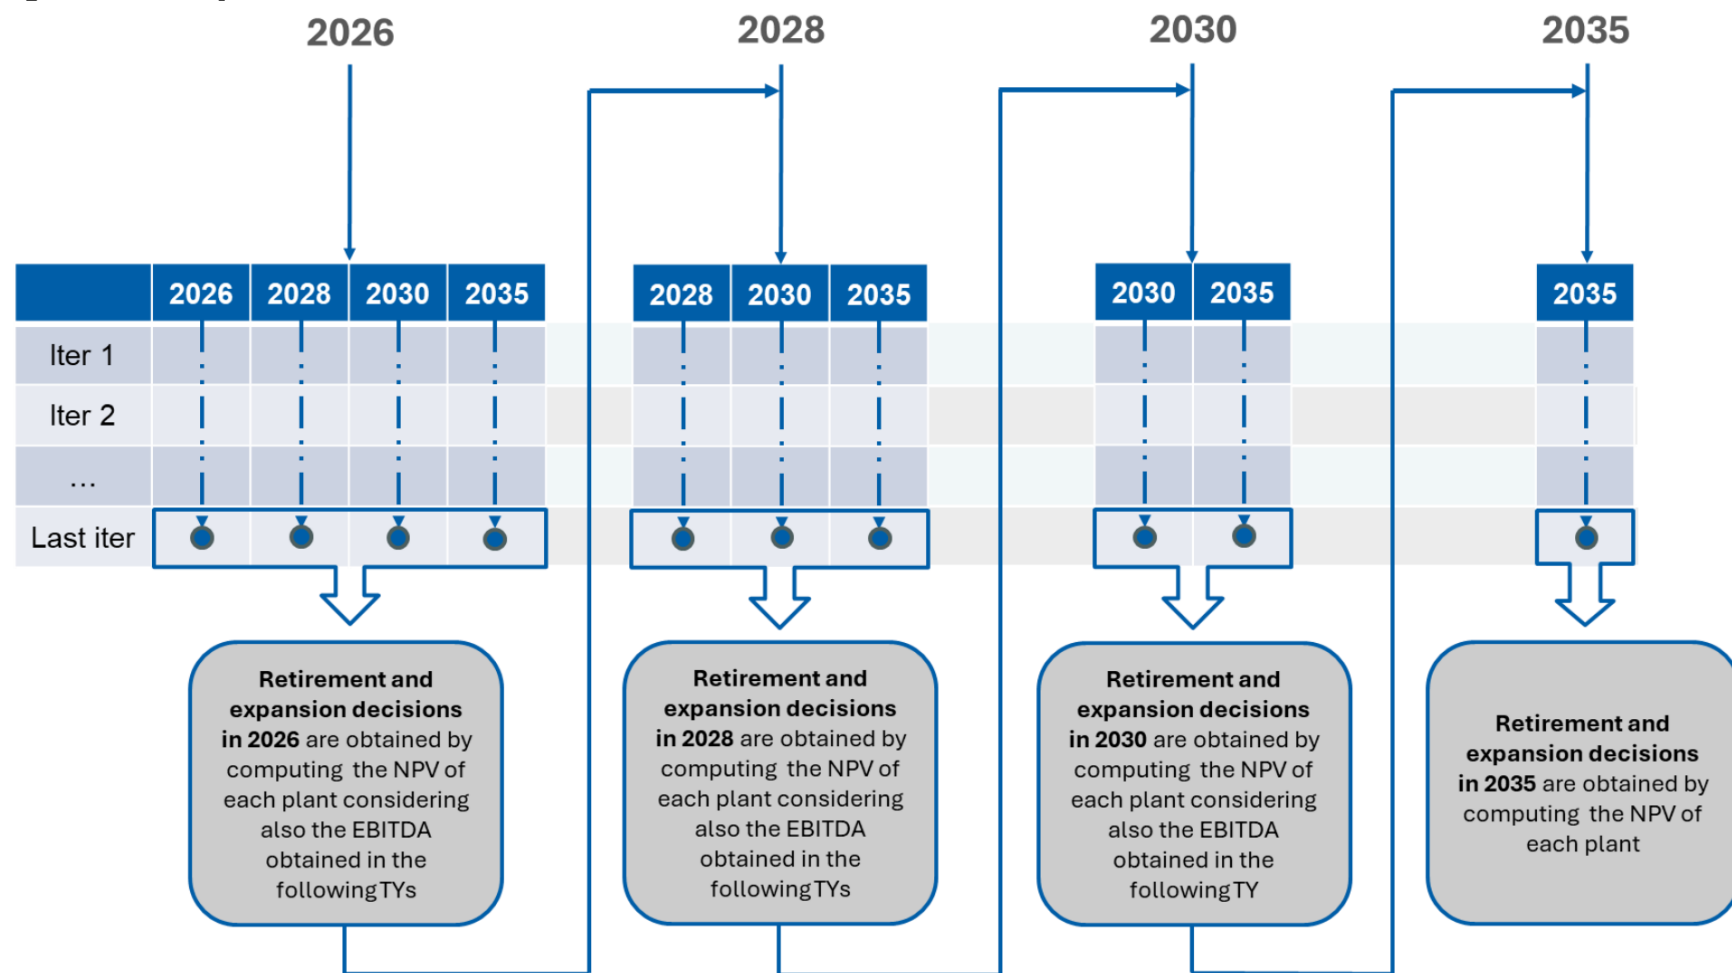 2026
2028
2030
2035
2026 2028 2030 2035
2028 2030 2035
2030 2035
2035
Iter 1
Iter 2
...
Last iter
Retirement and
expansion decisions
in 2026 are obtained by
computing the NPV of
each plant considering
also the EBITDA
obtained in the
following TYs
Retirement and
expansion decisions
in 2028 are obtained by
computing the NPV of
each plant considering
also the EBITDA
obtained in the
following TYs
Retirement and
expansion decisions
in 2030 are obtained by
computing the NPV of
each plant considering
also the EBITDA
obtained in the
following TY
Retirement and
expansion decisions
in 2035 are obtained by
computing the NPV of
each plant